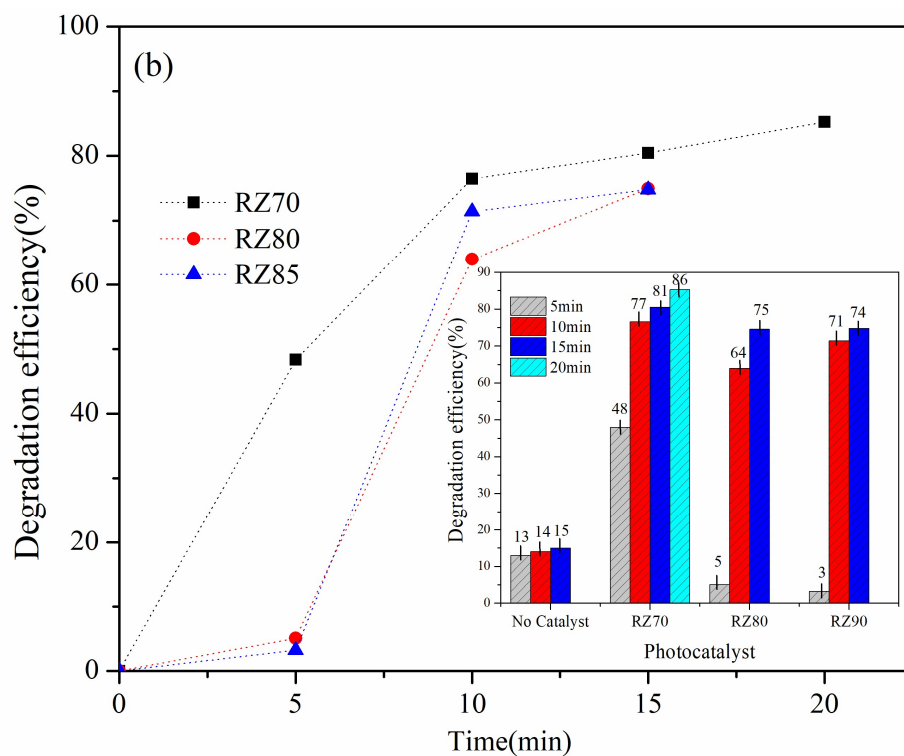 100
(b)
80
60
40
20
0
Degradation efficiency(%)
RZ70
RZ80
RZ85
0 5 10 15 20
Time(min)
90
80
70
60
50
40
30
20
10
0
Degradation efficiency(%)
5min
10min
15min
20min
13 14 15
48 77 81 86
5 64 75
3 71 74
No Catalyst RZ70 RZ80 RZ90
Photocatalyst